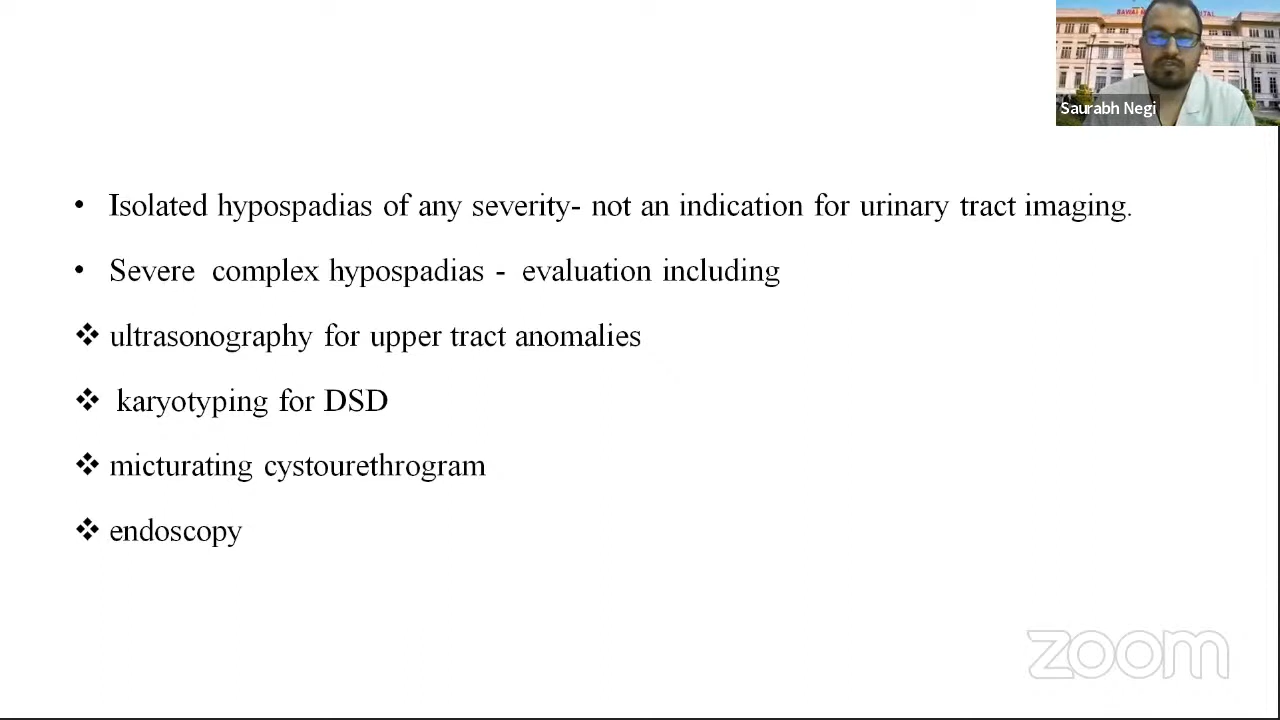 Saurabh Negi
• Isolated hypospadias of any severity- not an indication for urinary tract imaging.
• Severe complex hypospadias - evaluation including
❖ ultrasonography for upper tract anomalies
❖ karyotyping for DSD
❖ micturating cystourethrogram
❖ endoscopy
zoom